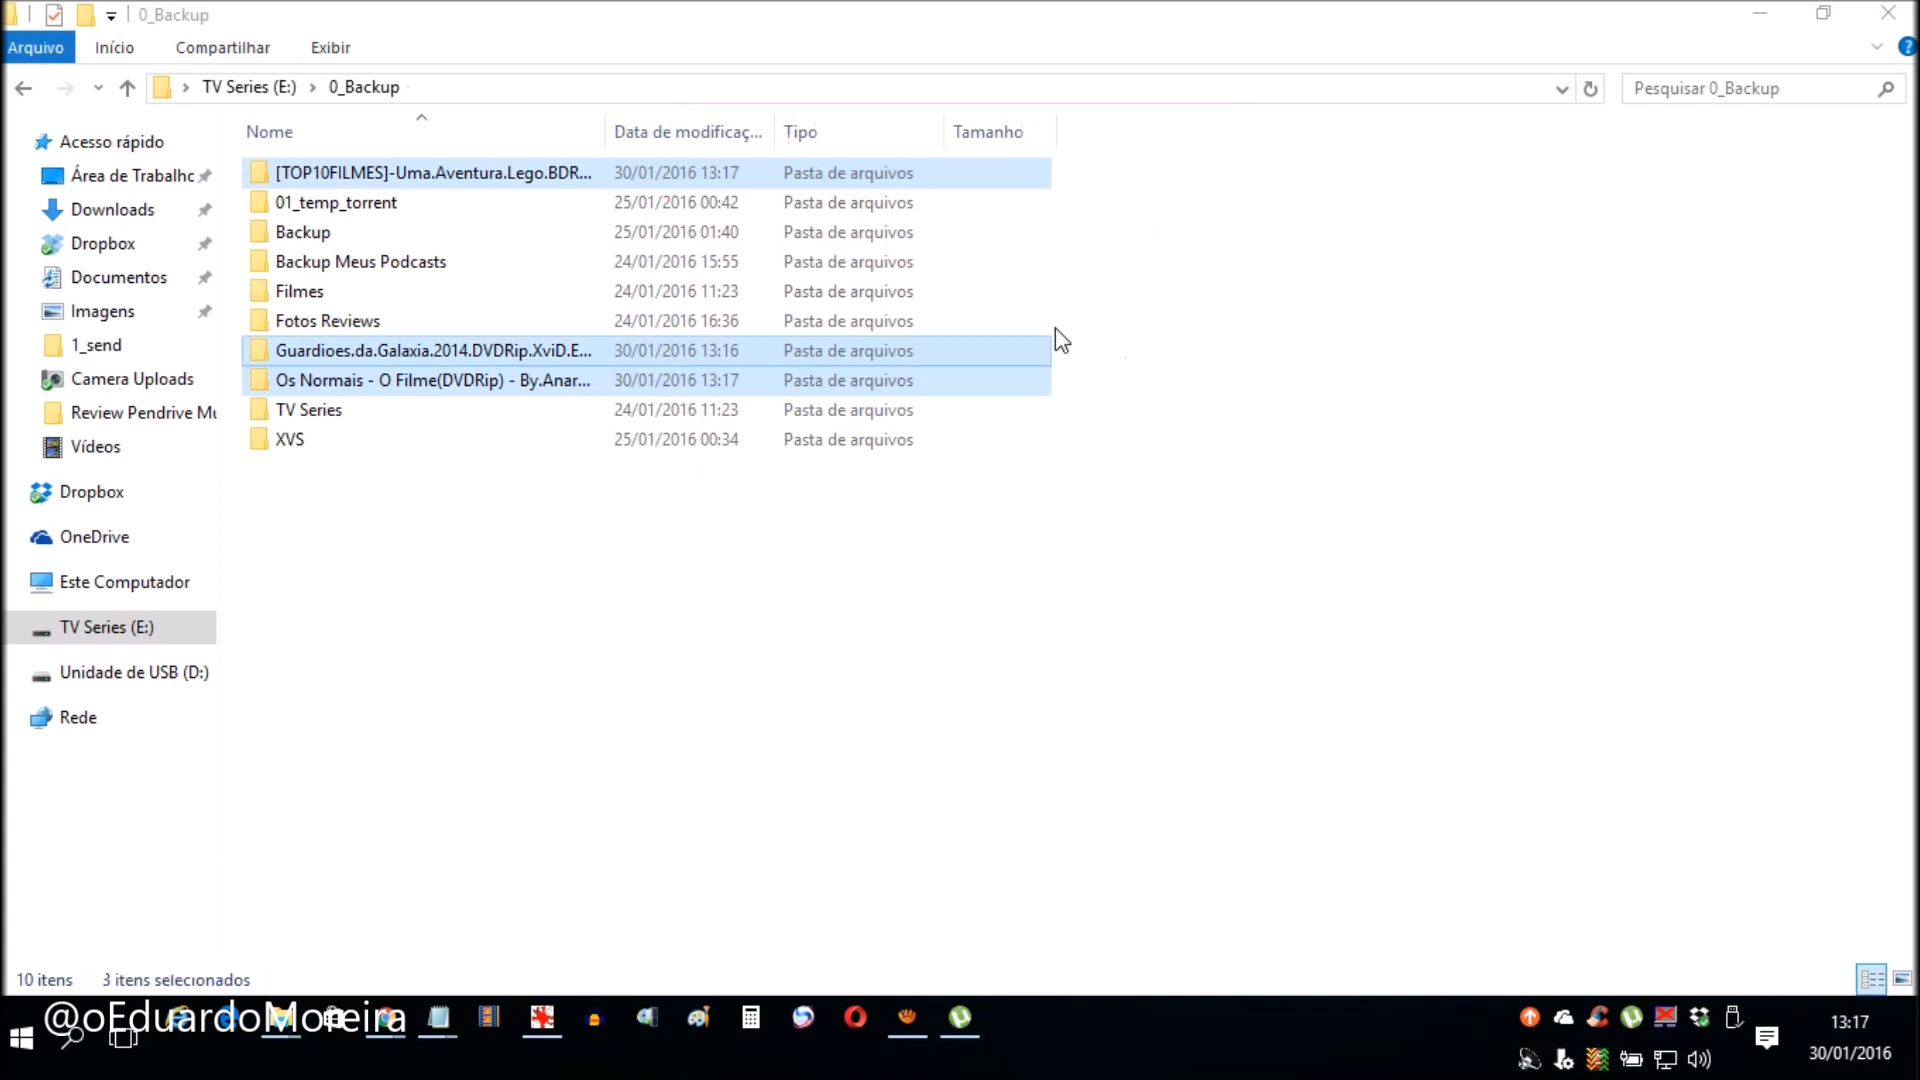 0_Backup
Arquivo Início Compartilhar Exibir
TV Series (E:) 0_Backup
Pesquisar 0_Backup
Nome Data de modificaç... Tipo Tamanho
Acesso rápido
Área de Trabalho
Downloads
Dropbox
Documentos
Imagens
1_send
Camera Uploads
Review Pendrive Mu
Vídeos
Dropbox
OneDrive
Este Computador
TV Series (E:)
Unidade de USB (D:)
Rede
[TOP10FILMES]-Uma.Aventura.Lego.BDR... 30/01/2016 13:17 Pasta de arquivos
01_temp_torrent 25/01/2016 00:42 Pasta de arquivos
Backup 25/01/2016 01:40 Pasta de arquivos
Backup Meus Podcasts 24/01/2016 15:55 Pasta de arquivos
Filmes 24/01/2016 11:23 Pasta de arquivos
Fotos Reviews 24/01/2016 16:36 Pasta de arquivos
Guardioes.da.Galaxia.2014.DVDRip.XviD.E... 30/01/2016 13:16 Pasta de arquivos
Os Normais - O Filme(DVDRip) - By.Anar... 30/01/2016 13:17 Pasta de arquivos
TV Series 24/01/2016 11:23 Pasta de arquivos
XVS 25/01/2016 00:34 Pasta de arquivos
10 itens 3 itens selecionados
@oEduardoMoreira
13:17
30/01/2016